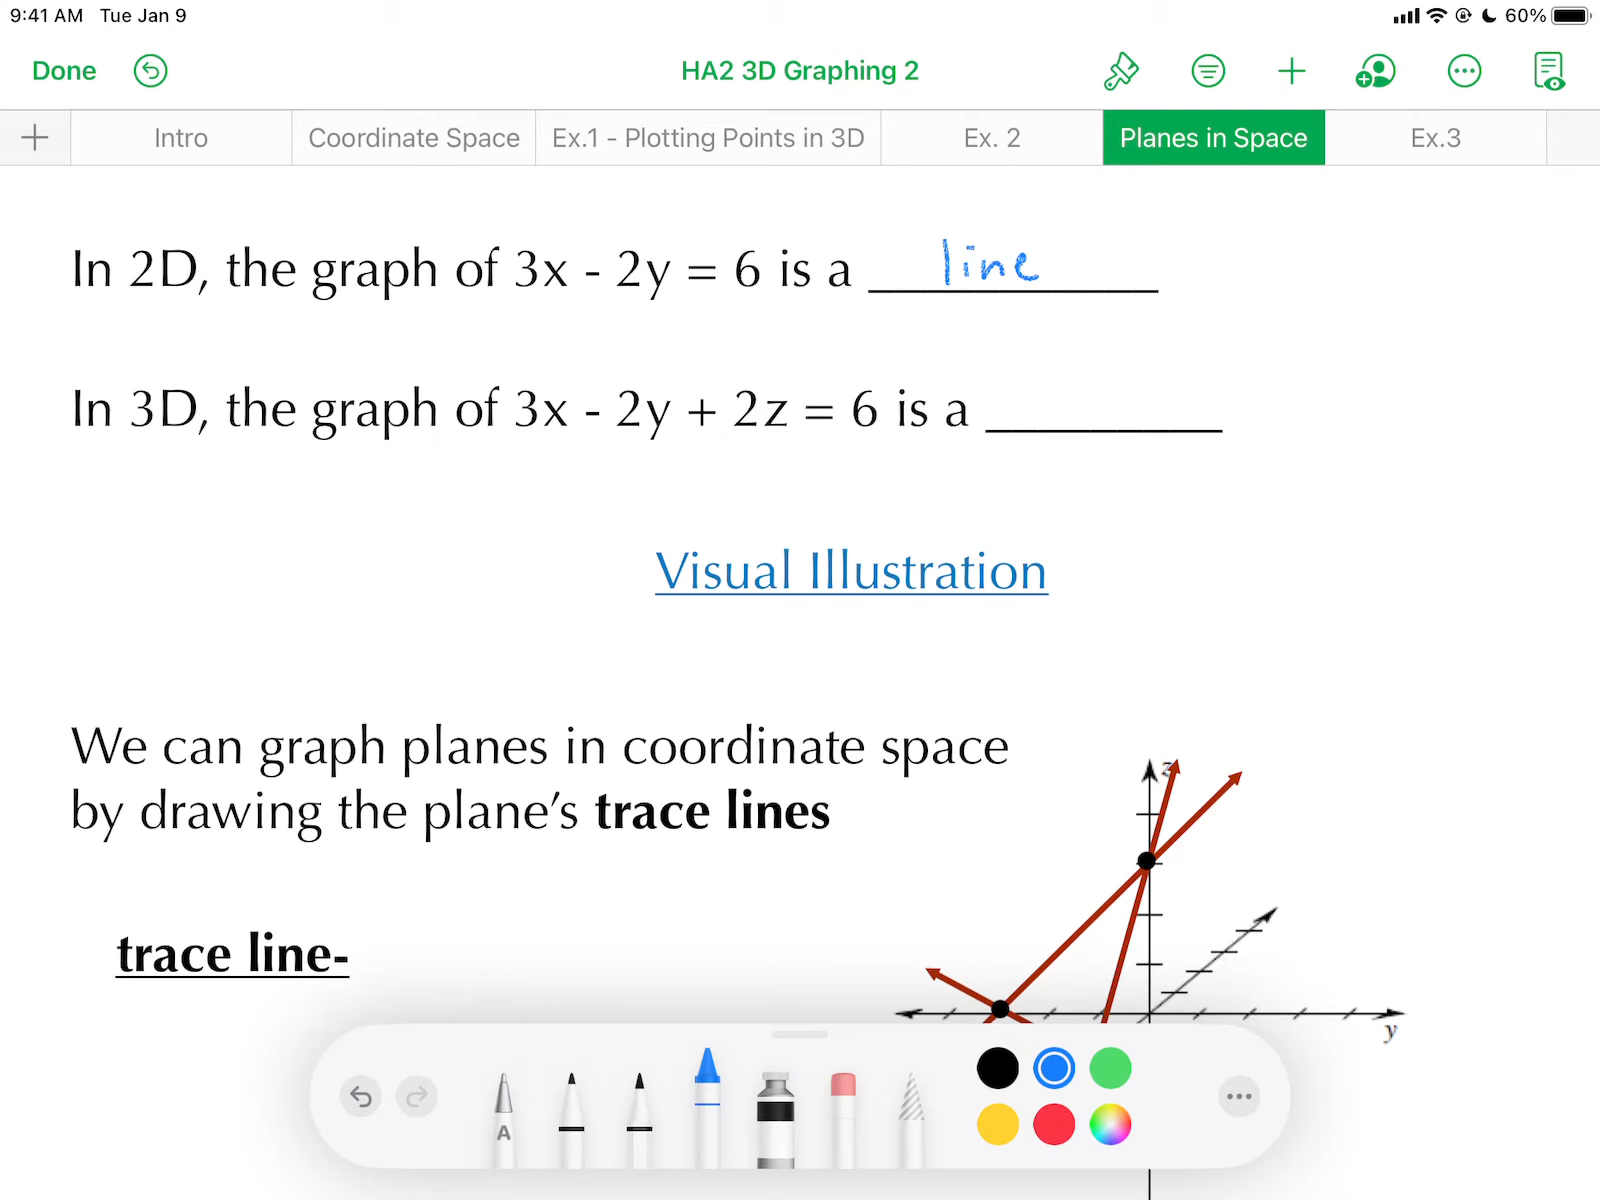 9:41 AM Tue Jan 9 60%
Done HA2 3D Graphing 2
Intro Coordinate Space Ex.1 - Plotting Points in 3D Ex. 2 Planes in Space Ex.3
In 2D, the graph of 3x - 2y = 6 is a line
In 3D, the graph of 3x - 2y + 2z = 6 is a
Visual Illustration
We can graph planes in coordinate space
by drawing the plane's trace lines
z
trace line-
y
A